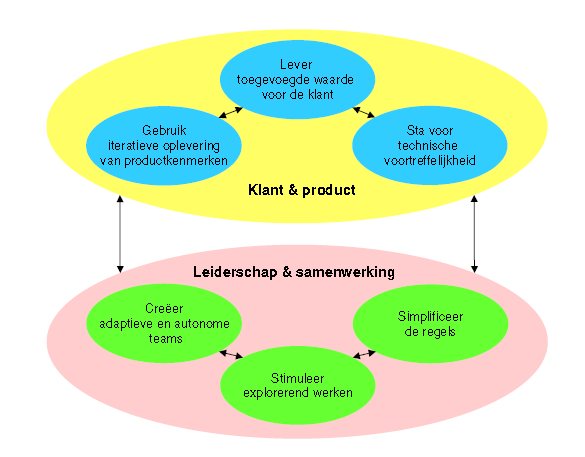 Lever
toegevoegde waarde
voor de klant
Gebruik
iteratieve oplevering
van productkenmerken
Sta voor
technische
voortreffelijkheid
Klant & product
Leiderschap & samenwerking
Creëer
adaptieve en autonome
teams
Simplificeer
de regels
Stimuleer
explorerend werken